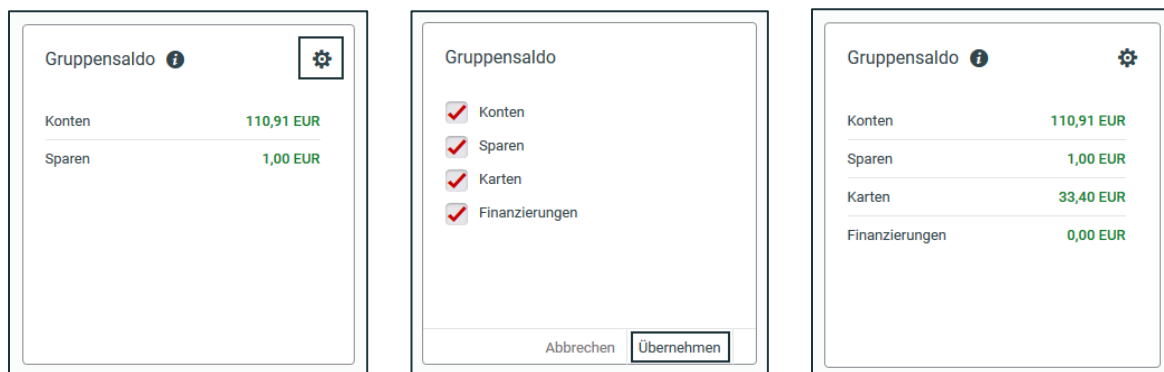 Gruppensaldo
Konten 110,91 EUR
Sparen 1,00 EUR
Gruppensaldo
Konten
Sparen
Karten
Finanzierungen
Abbrechen Übernehmen
Gruppensaldo
Konten 110,91 EUR
Sparen 1,00 EUR
Karten 33,40 EUR
Finanzierungen 0,00 EUR